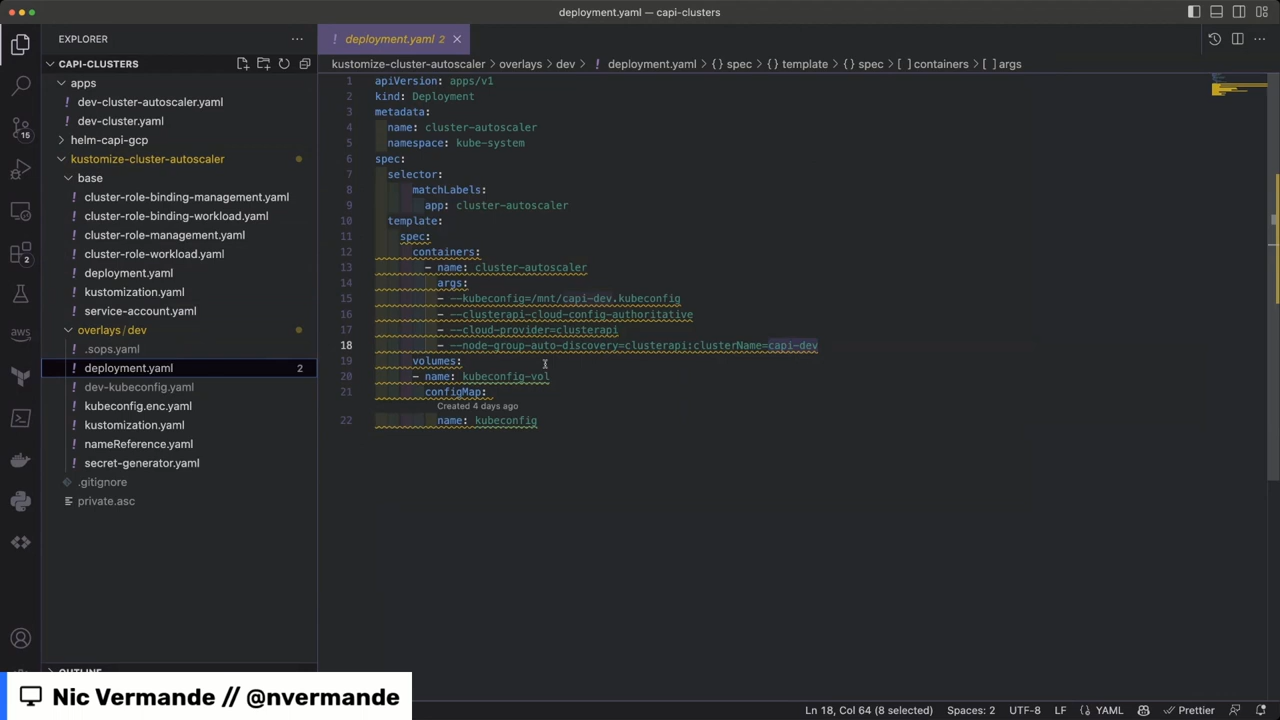 deployment.yaml — capi-clusters
EXPLORER
deployment.yaml 2
CAPI-CLUSTERS
kustomize-cluster-autoscaler › overlays › dev › ! deployment.yaml › {} spec › {} template › {} spec › [ ] containers › [ ] args
apps
! dev-cluster-autoscaler.yaml
! dev-cluster.yaml
helm-capi-gcp
kustomize-cluster-autoscaler
base
! cluster-role-binding-management.yaml
! cluster-role-binding-workload.yaml
! cluster-role-management.yaml
! cluster-role-workload.yaml
! deployment.yaml
! kustomization.yaml
! service-account.yaml
overlays / dev
! .sops.yaml
! deployment.yaml 2
! dev-kubeconfig.yaml
! kubeconfig.enc.yaml
! kustomization.yaml
! nameReference.yaml
! secret-generator.yaml
.gitignore
private.asc
OUTLINE
15
2
aws
1 apiVersion: apps/v1
2 kind: Deployment
3 metadata:
4 name: cluster-autoscaler
5 namespace: kube-system
6 spec:
7 selector:
8 matchLabels:
9 app: cluster-autoscaler
10 template:
11 spec:
12 containers:
13 - name: cluster-autoscaler
14 args:
15 - --kubeconfig=/mnt/capi-dev.kubeconfig
16 - --clusterapi-cloud-config-authoritative
17 - --cloud-provider=clusterapi
18 - --node-group-auto-discovery=clusterapi:clusterName=capi-dev
19 volumes:
20 - name: kubeconfig-vol
21 configMap:
Created 4 days ago
22 name: kubeconfig
Nic Vermande // @nvermande
Ln 18, Col 64 (8 selected) Spaces: 2 UTF-8 LF {} YAML Prettier